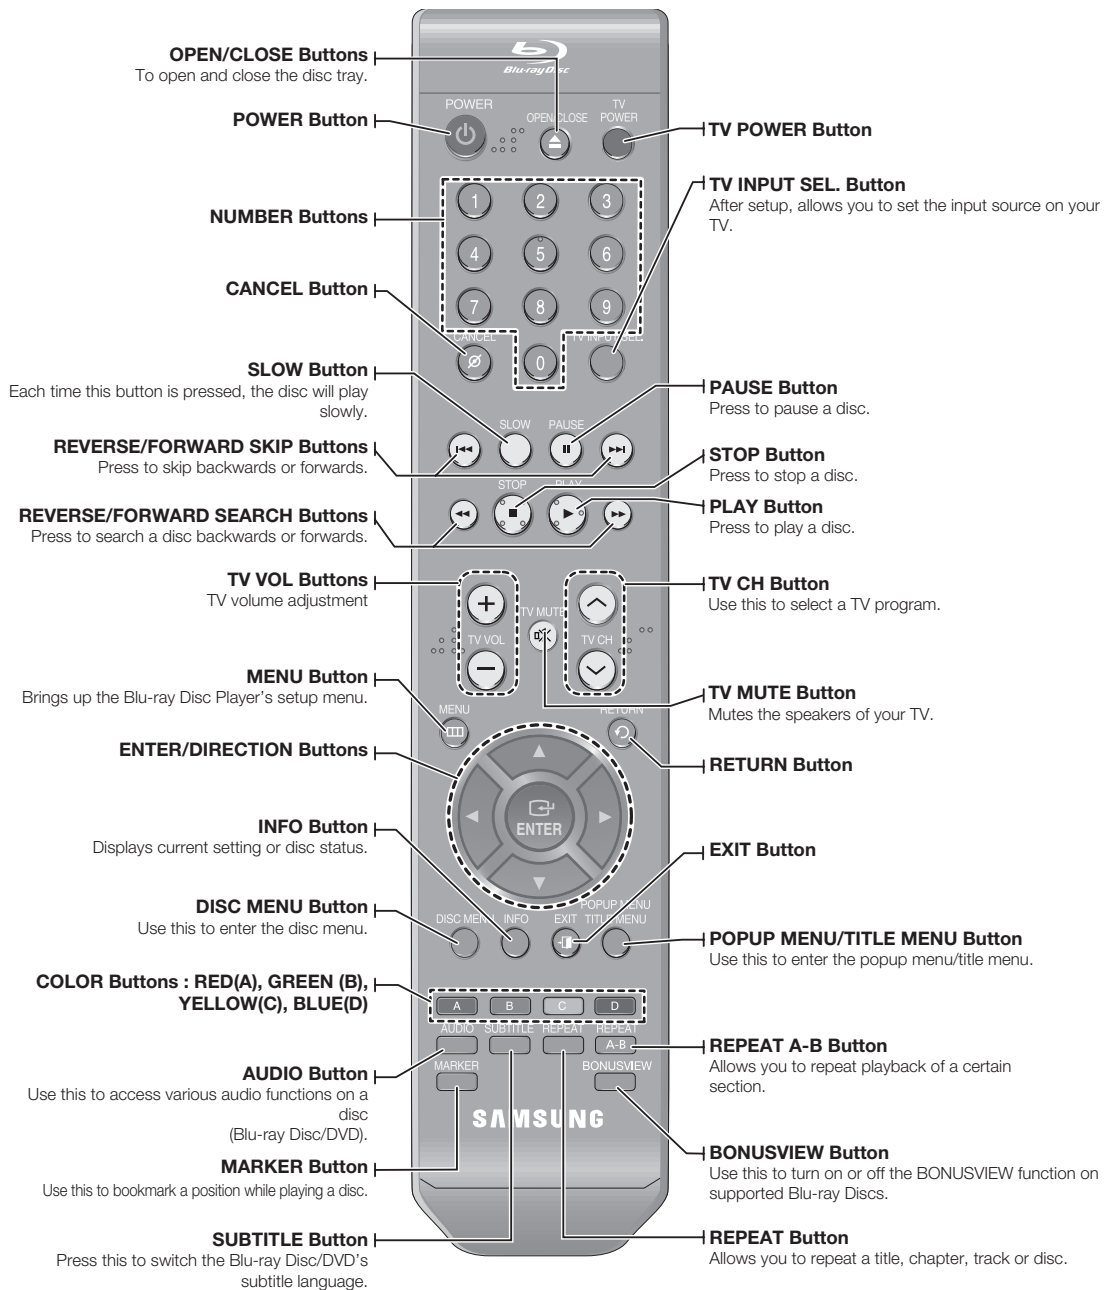 OPEN/CLOSE Buttons
To open and close the disc tray.
POWER Button
NUMBER Buttons
CANCEL Button
SLOW Button
Each time this button is pressed, the disc will play
slowly.
REVERSE/FORWARD SKIP Buttons
Press to skip backwards or forwards.
REVERSE/FORWARD SEARCH Buttons
Press to search a disc backwards or forwards.
TV VOL Buttons
TV volume adjustment
MENU Button
Brings up the Blu-ray Disc Player's setup menu.
ENTER/DIRECTION Buttons
INFO Button
Displays current setting or disc status.
DISC MENU Button
Use this to enter the disc menu.
COLOR Buttons : RED(A), GREEN (B),
YELLOW(C), BLUE(D)
AUDIO Button
Use this to access various audio functions on a
disc
(Blu-ray Disc/DVD).
MARKER Button
Use this to bookmark a position while playing a disc.
SUBTITLE Button
Press this to switch the Blu-ray Disc/DVD's
subtitle language.
Blu-ray Disc
POWER
OPEN/CLOSE
TV
POWER
1 2 3
4 5 6
7 8 9
CANCEL
0
TV INPUT SEL.
SLOW PAUSE
STOP PLAY
TV VOL
TV MUTE
TV CH
MENU
RETURN
ENTER
DISC MENU INFO EXIT
POPUP MENU
TITLE MENU
A B C D
AUDIO SUBTITLE REPEAT REPEAT
A-B
MARKER
BONUSVIEW
SAMSUNG
TV POWER Button
TV INPUT SEL. Button
After setup, allows you to set the input source on your
TV.
PAUSE Button
Press to pause a disc.
STOP Button
Press to stop a disc.
PLAY Button
Press to play a disc.
TV CH Button
Use this to select a TV program.
TV MUTE Button
Mutes the speakers of your TV.
RETURN Button
EXIT Button
POPUP MENU/TITLE MENU Button
Use this to enter the popup menu/title menu.
REPEAT A-B Button
Allows you to repeat playback of a certain
section.
BONUSVIEW Button
Use this to turn on or off the BONUSVIEW function on
supported Blu-ray Discs.
REPEAT Button
Allows you to repeat a title, chapter, track or disc.